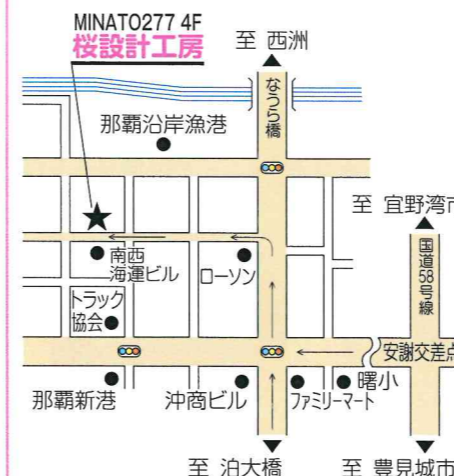 MINATO277 4F
桜設計工房
至 西洲
なうら橋
那覇沿岸漁港
至 宜野湾市
国道58号線
南西
海運ビル
ローソン
トラック
協会
安謝交差点
那覇新港
沖商ビル
ファミリーマート
曙小
至 泊大橋
至 豊見城市